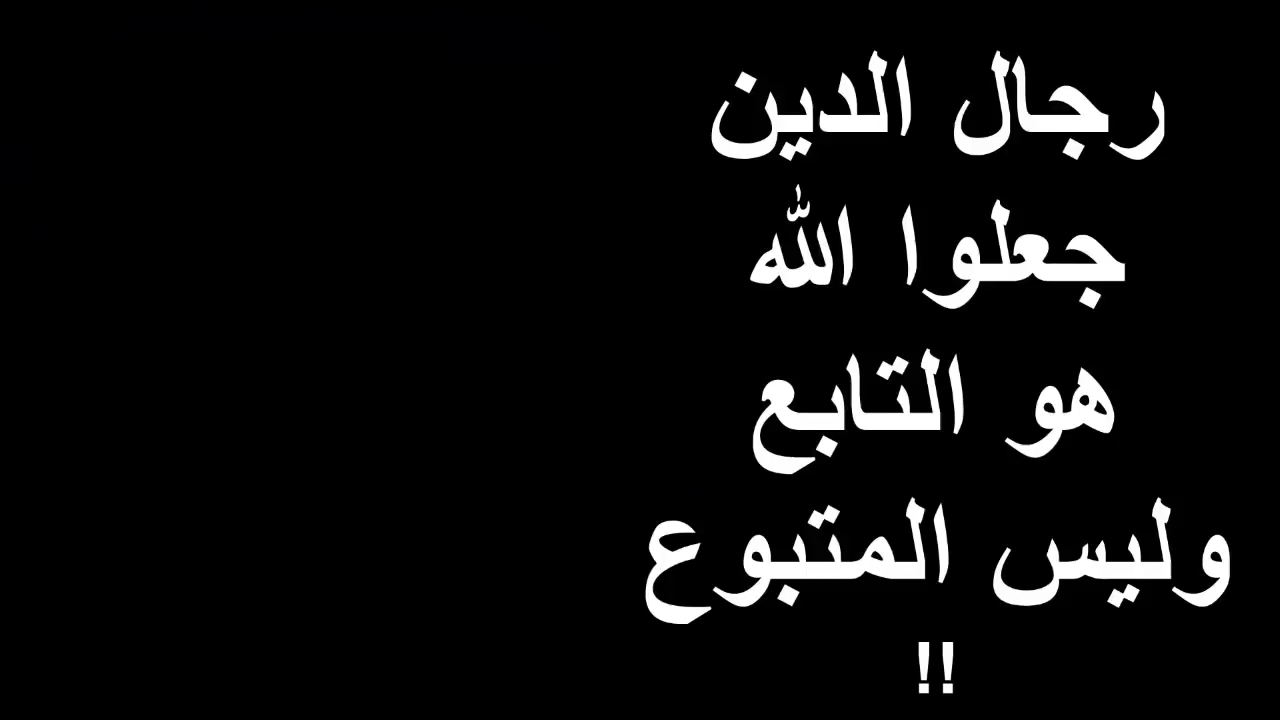 رجال الدين
جعلوا الله
هو التابع
وليس المتبوع
!!